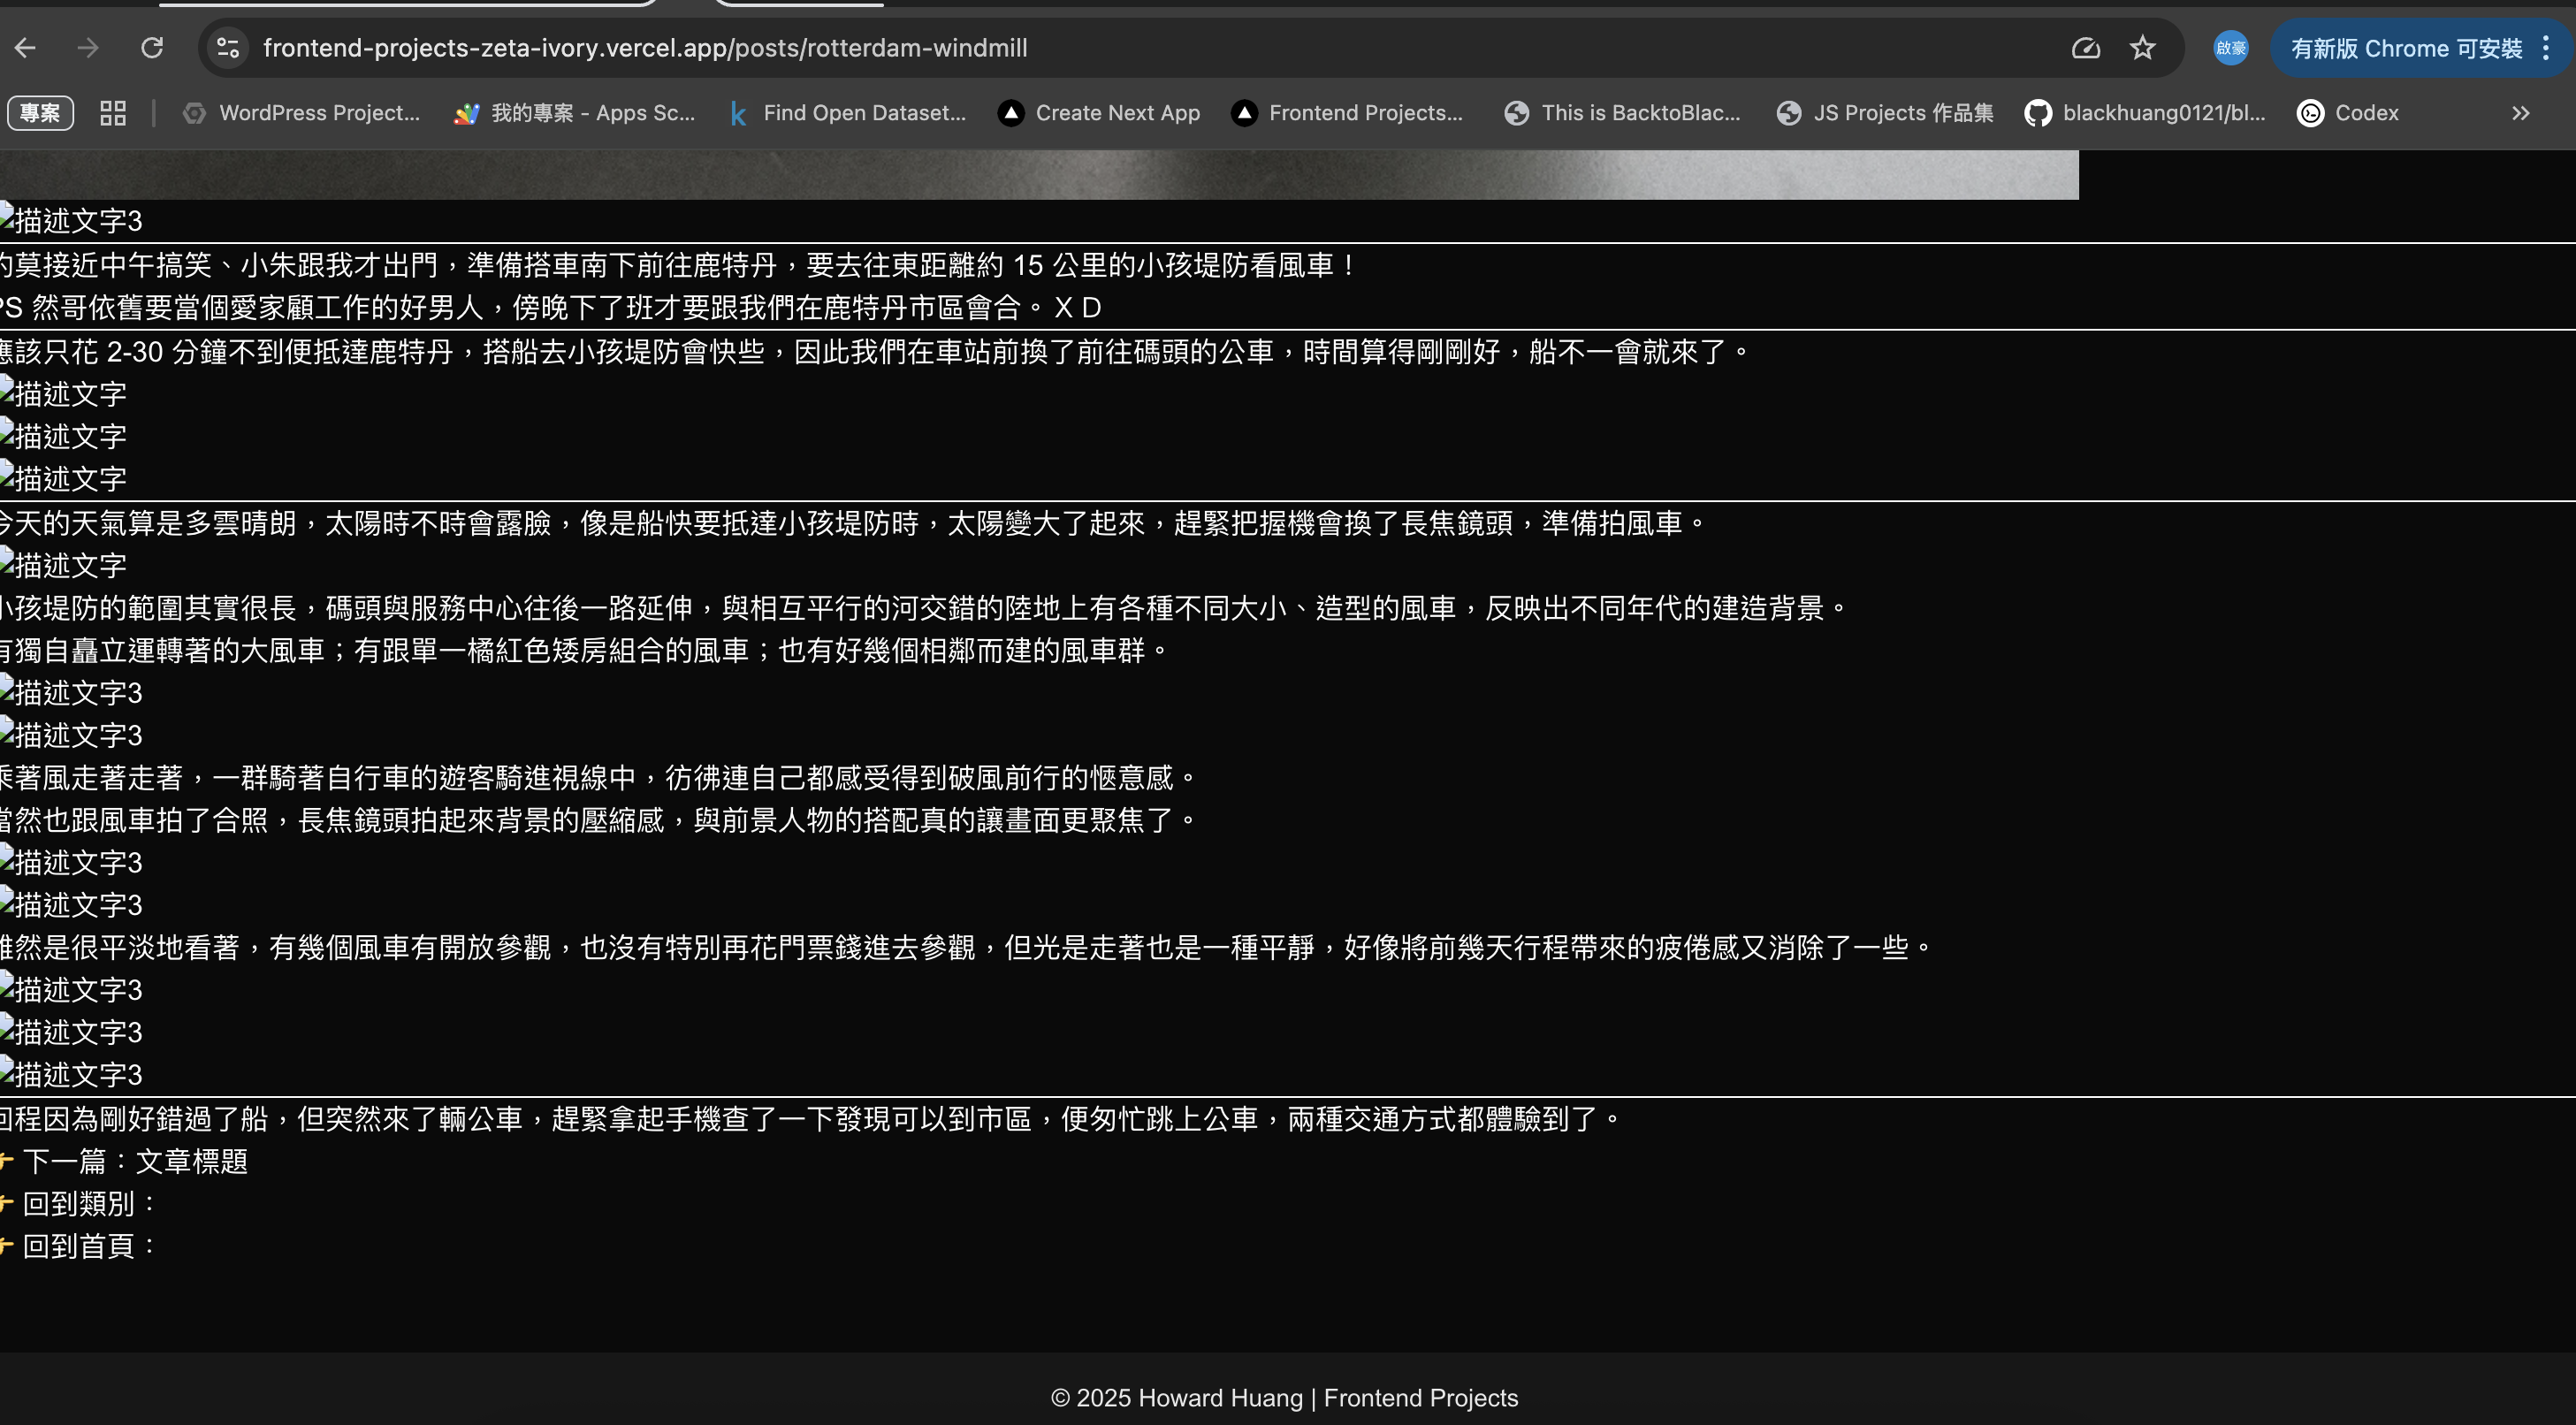 frontend-projects-zeta-ivory.vercel.app/posts/rotterdam-windmill
啟豪
有新版 Chrome 可安裝
專案
WordPress Project...
我的專案 - Apps Sc...
Find Open Dataset...
Create Next App
Frontend Projects...
This is BacktoBlac...
JS Projects 作品集
blackhuang0121/bl...
Codex
描述文字3
約莫接近中午搞笑、小朱跟我才出門，準備搭車南下前往鹿特丹，要去往東距離約 15 公里的小孩堤防看風車！
PS 然哥依舊要當個愛家顧工作的好男人，傍晚下了班才要跟我們在鹿特丹市區會合。X D
應該只花 2-30 分鐘不到便抵達鹿特丹，搭船去小孩堤防會快些，因此我們在車站前換了前往碼頭的公車，時間算得剛剛好，船不一會就來了。
描述文字
描述文字
描述文字
今天的天氣算是多雲晴朗，太陽時不時會露臉，像是船快要抵達小孩堤防時，太陽變大了起來，趕緊把握機會換了長焦鏡頭，準備拍風車。
描述文字
小孩堤防的範圍其實很長，碼頭與服務中心往後一路延伸，與相互平行的河交錯的陸地上有各種不同大小、造型的風車，反映出不同年代的建造背景。
有獨自矗立運轉著的大風車；有跟單一橘紅色矮房組合的風車；也有好幾個相鄰而建的風車群。
描述文字3
描述文字3
乘著風走著走著，一群騎著自行車的遊客騎進視線中，彷彿連自己都感受得到破風前行的愜意感。
當然也跟風車拍了合照，長焦鏡頭拍起來背景的壓縮感，與前景人物的搭配真的讓畫面更聚焦了。
描述文字3
描述文字3
雖然是很平淡地看著，有幾個風車有開放參觀，也沒有特別再花門票錢進去參觀，但光是走著也是一種平靜，好像將前幾天行程帶來的疲倦感又消除了一些。
描述文字3
描述文字3
描述文字3
回程因為剛好錯過了船，但突然來了輛公車，趕緊拿起手機查了一下發現可以到市區，便匆忙跳上公車，兩種交通方式都體驗到了。
👉 下一篇：文章標題
👉 回到類別：
👉 回到首頁：
© 2025 Howard Huang | Frontend Projects